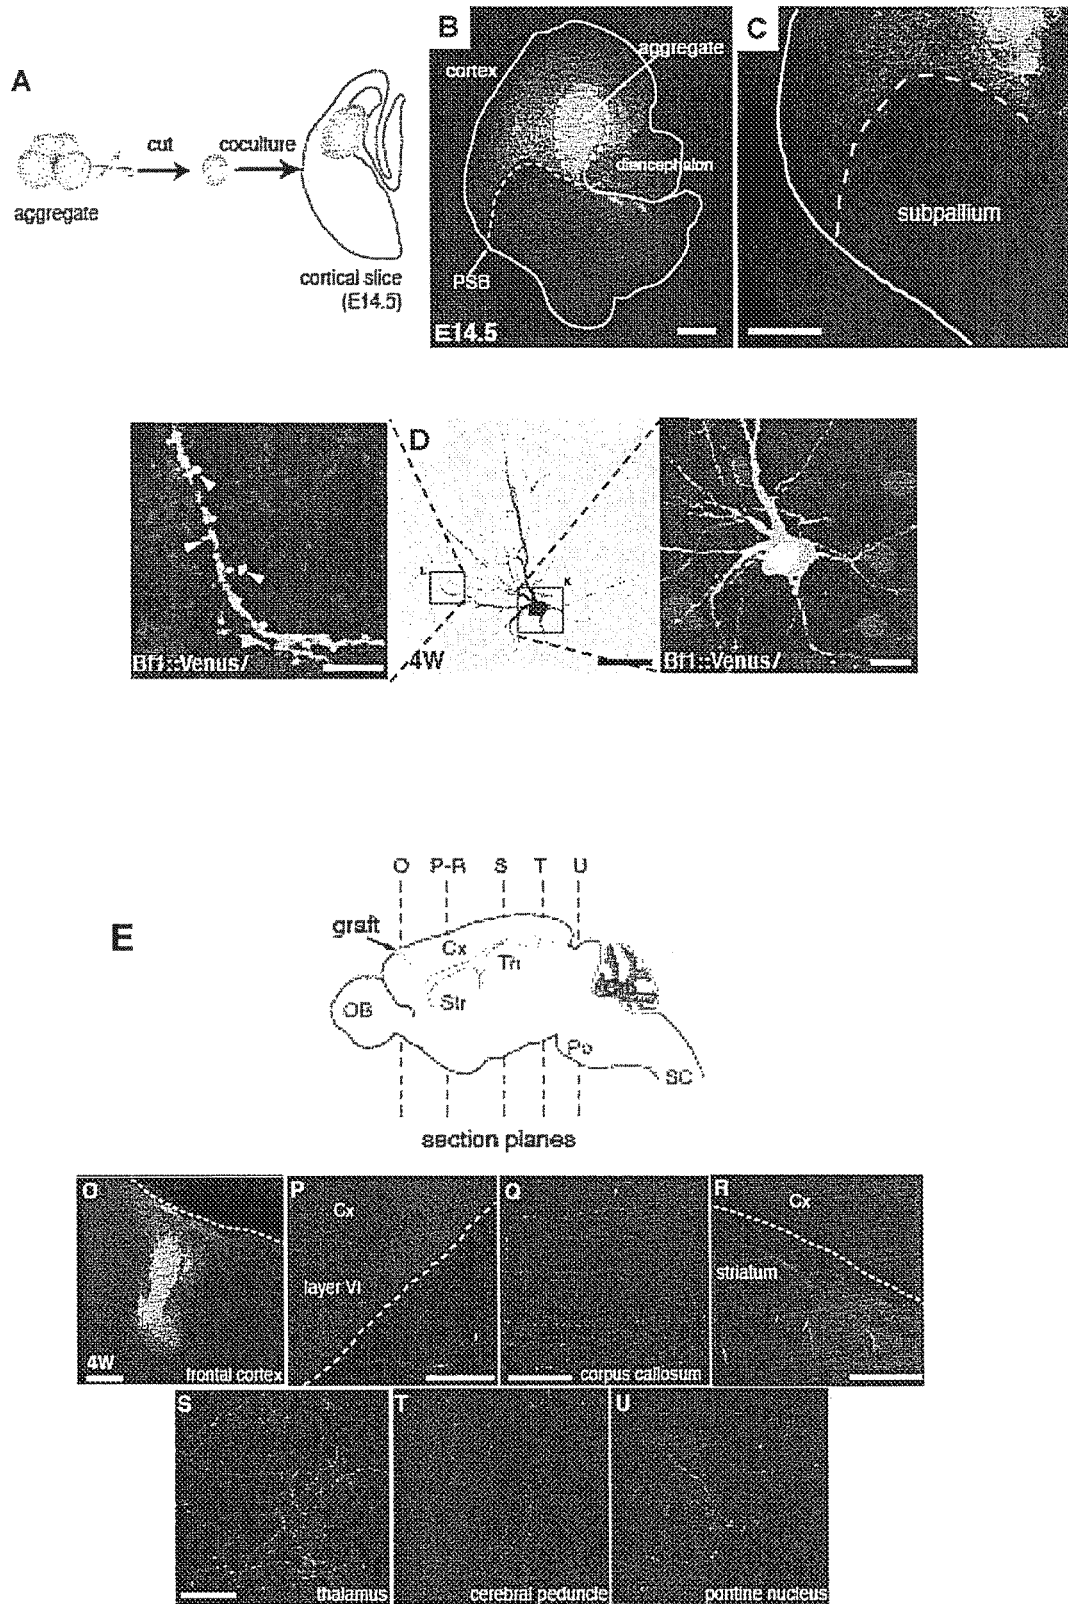 A
cut
coculture
aggregate
cortical slice
(E14.5)
B
cortex
aggregate
diencephalon
PSB
E14.5
C
subpallium
Bf1::Venus/
D
L
K
4W
Bf1::Venus/
E
O P-R S T U
graft
Cx
Th
Str
OB
Po
SC
section planes
O
4W
frontal cortex
P
Cx
layer VI
Q
corpus callosum
R
Cx
striatum
S
thalamus
T
cerebral peduncle
U
pontine nucleus